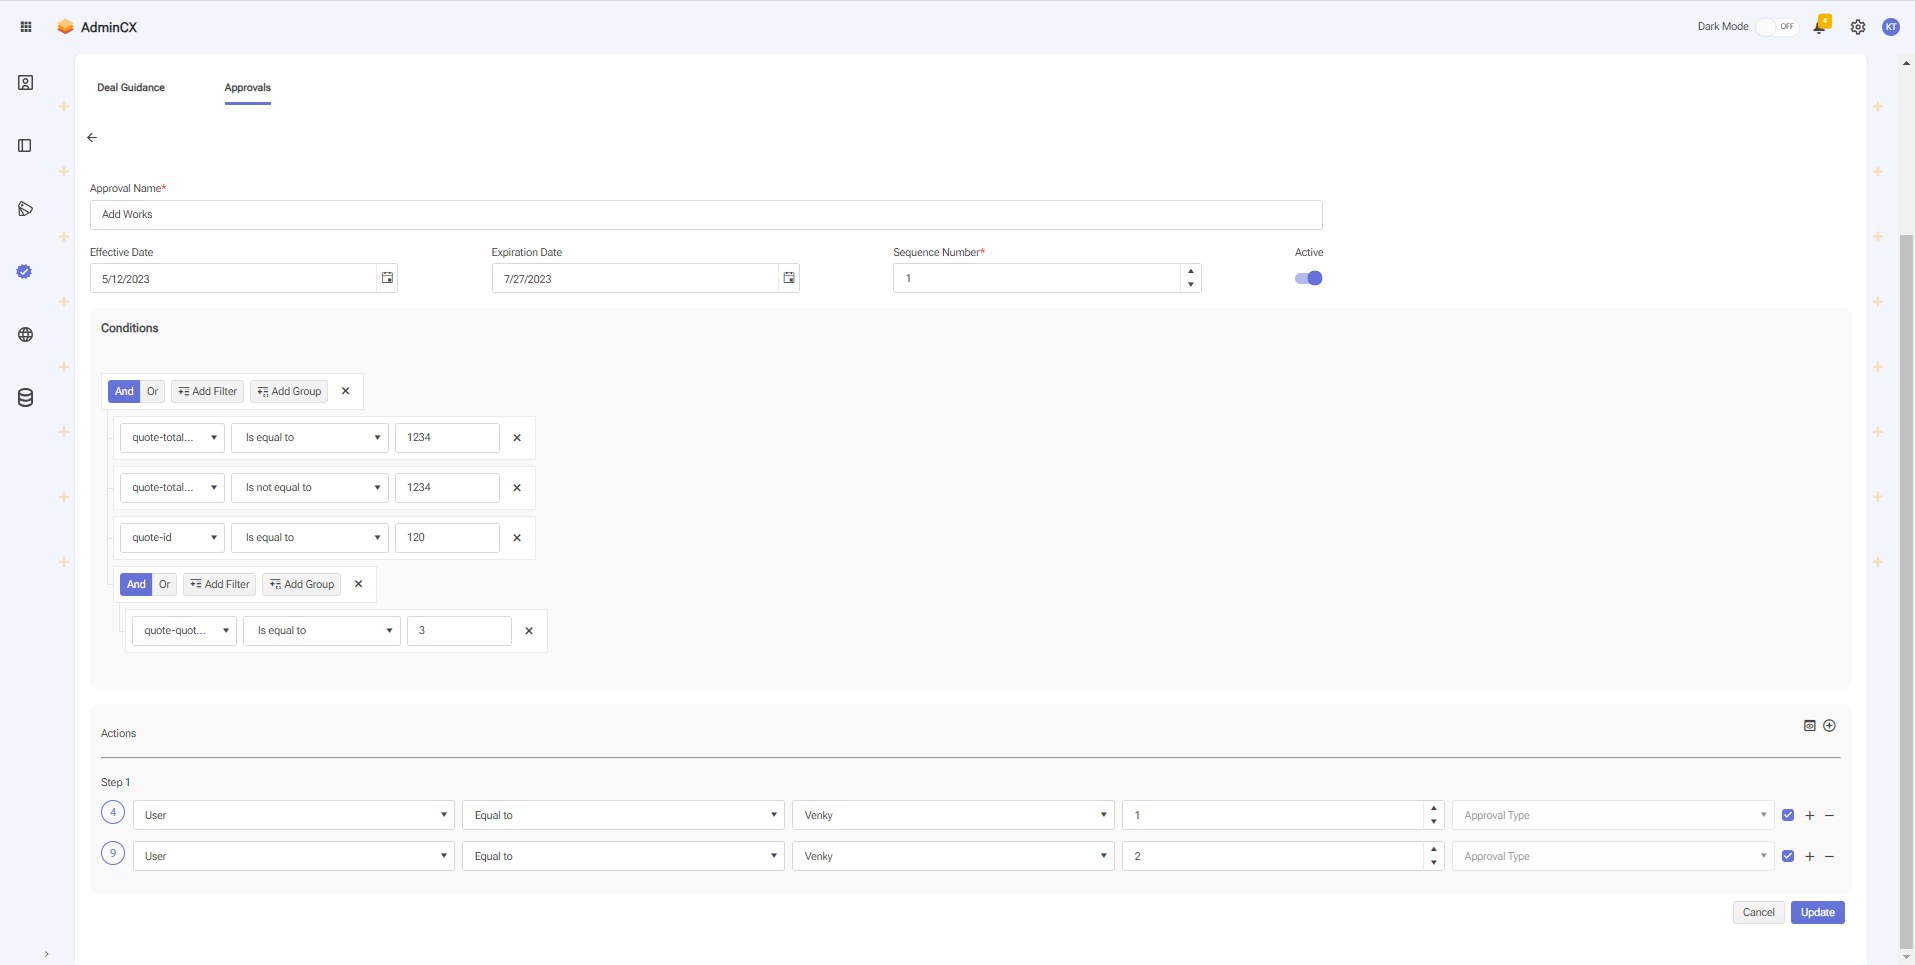 AdminCX
Dark Mode OFF 4 KT
Deal Guidance Approvals
Approval Name*
Add Works
Effective Date Expiration Date Sequence Number* Active
5/12/2023 7/27/2023 1
Conditions
And Or Add Filter Add Group
quote-total... Is equal to 1234
quote-total... Is not equal to 1234
quote-id Is equal to 120
And Or Add Filter Add Group
quote-quot... Is equal to 3
Actions
Step 1
4 User Equal to Venky 1 Approval Type
9 User Equal to Venky 2 Approval Type
Cancel Update